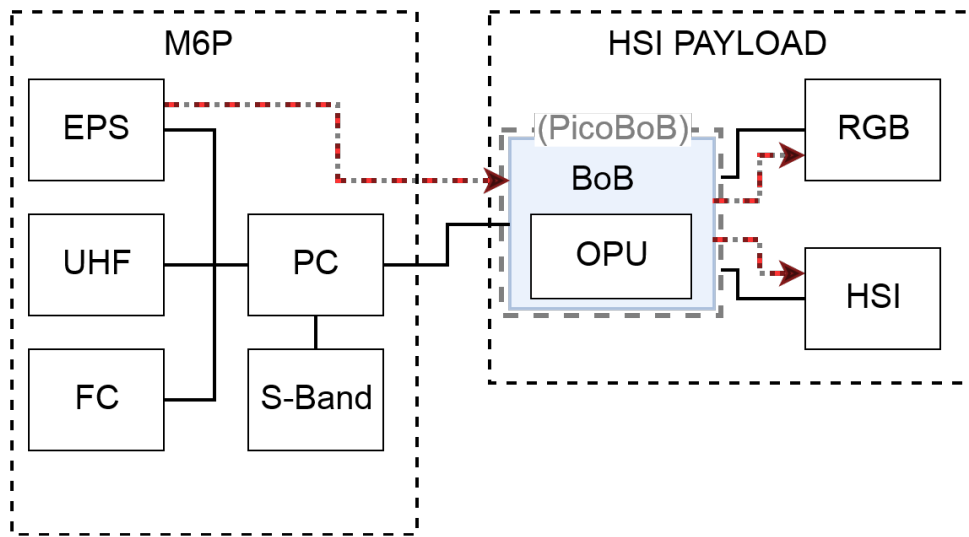 M6P
EPS
UHF
FC
PC
S-Band
HSI PAYLOAD
(PicoBoB)
BoB
OPU
RGB
HSI